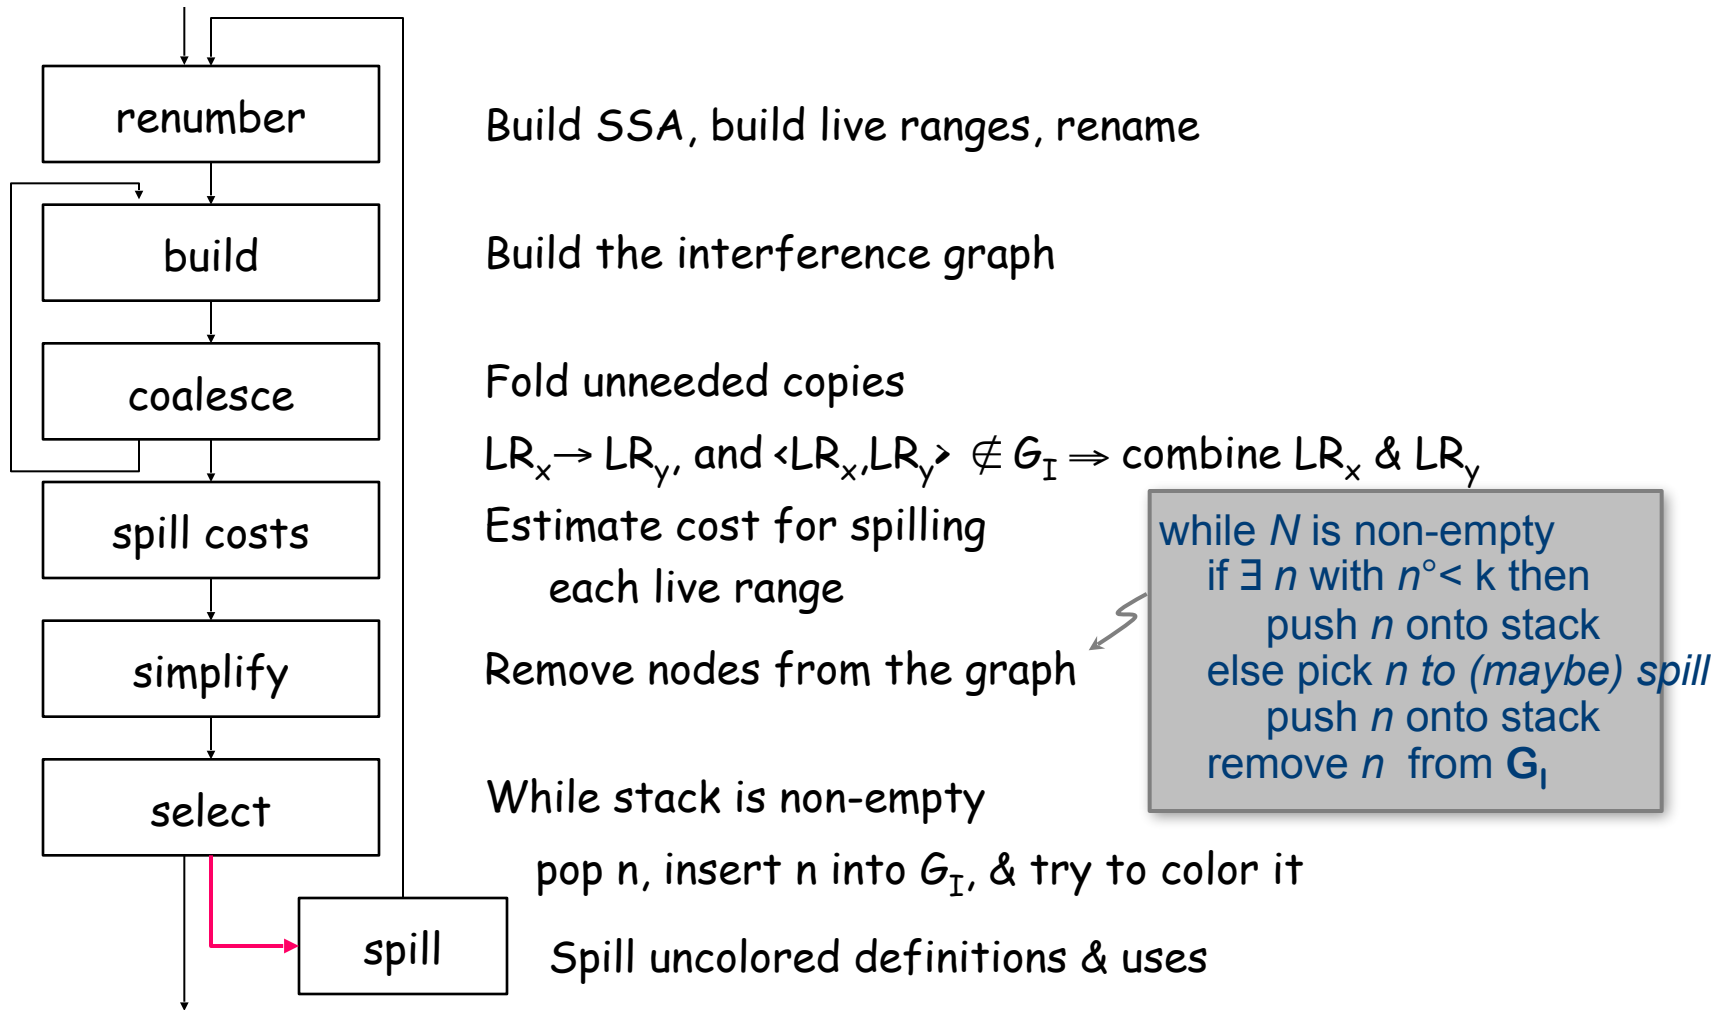 renumber
Build SSA, build live ranges, rename
build
Build the interference graph
coalesce
Fold unneeded copies
LRx→ LRy, and <LRx,LRy> ∉ GI ⇒ combine LRx & LRy
spill costs
Estimate cost for spilling
each live range
simplify
Remove nodes from the graph
while N is non-empty
if ∃ n with n°< k then
push n onto stack
else pick n to (maybe) spill
push n onto stack
remove n from GI
select
While stack is non-empty
pop n, insert n into GI, & try to color it
spill
Spill uncolored definitions & uses